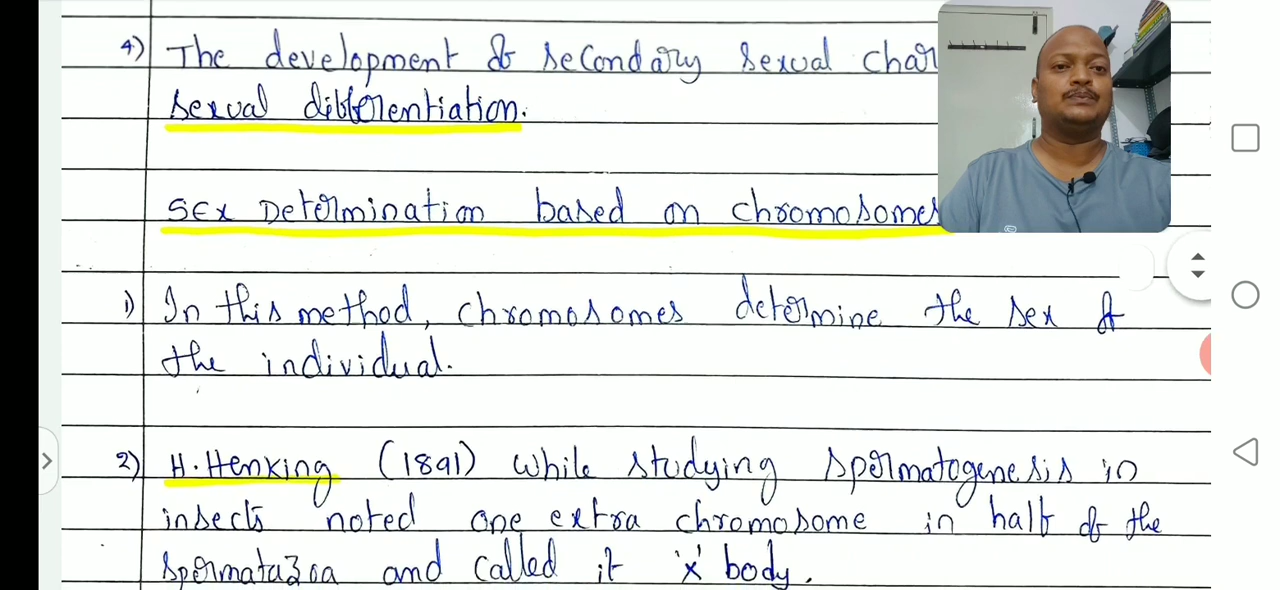 4) The development of secondary sexual char
sexual differentiation.
Sex Determination based on chromosomes
1) In this method, chromosomes determine the sex of
the individual.
2) H. Henking (1891) while studying spermatogenesis in
insects noted one extra chromosome in half of the
spermatazoa and called it 'x' body.